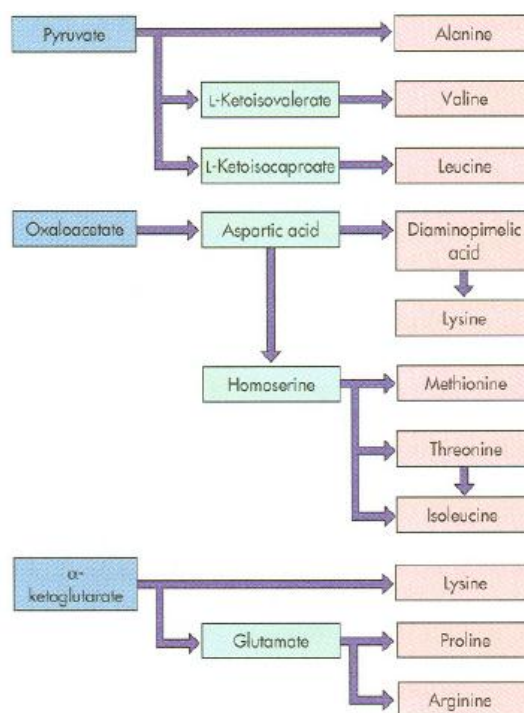 Pyruvate
Alanine
L-Ketoisovalerate
Valine
L-Ketoisocaproate
Leucine
Oxaloacetate
Aspartic acid
Diaminopimelic
acid
Lysine
Homoserine
Methionine
Threonine
Isoleucine
α-
ketoglutarate
Lysine
Glutamate
Proline
Arginine